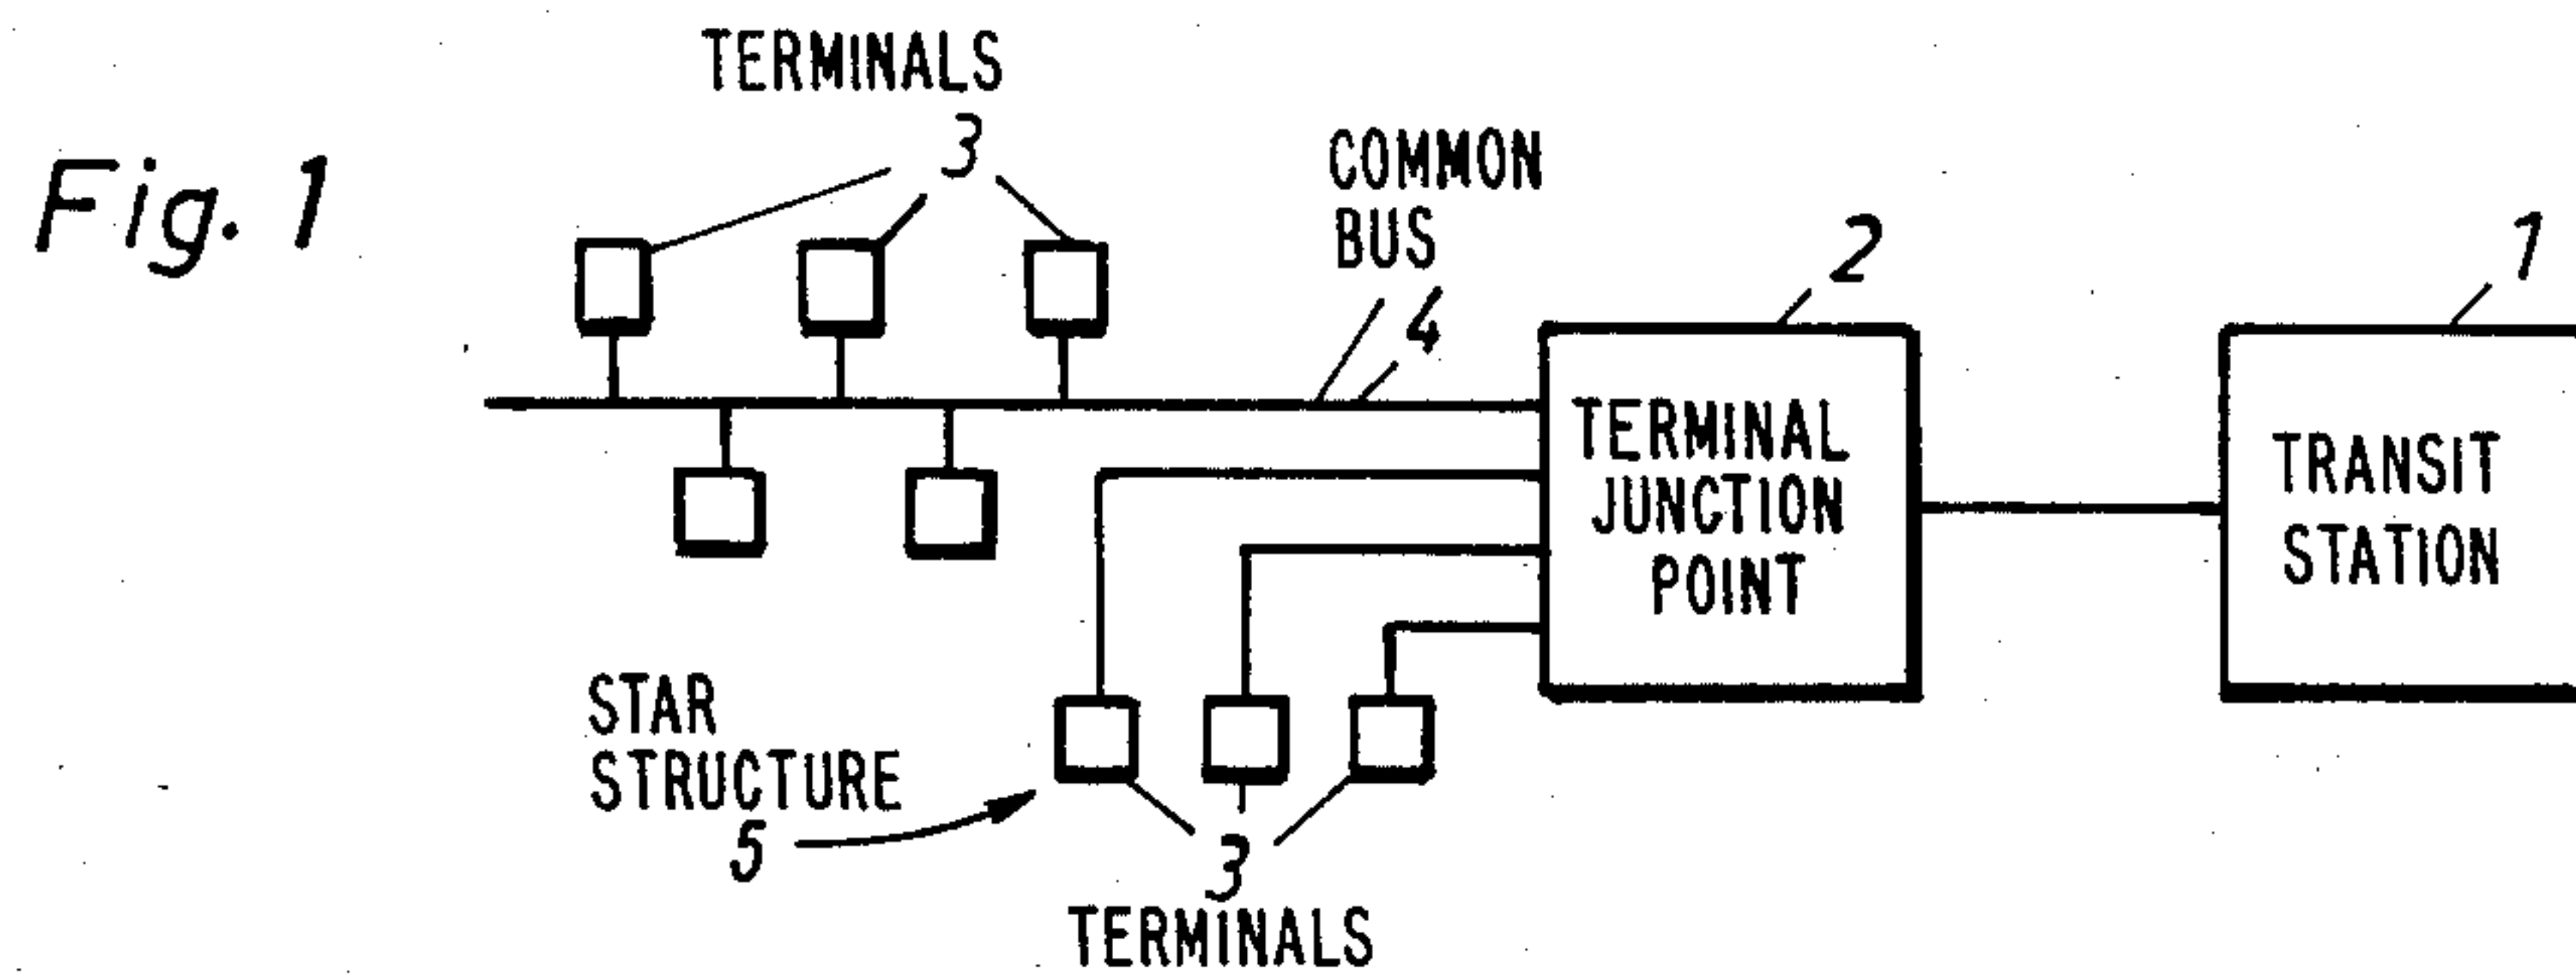 Fig. 1
TERMINALS
3
COMMON
BUS
4
2
1
TERMINAL
JUNCTION
POINT
TRANSIT
STATION
STAR
STRUCTURE
5
3
TERMINALS